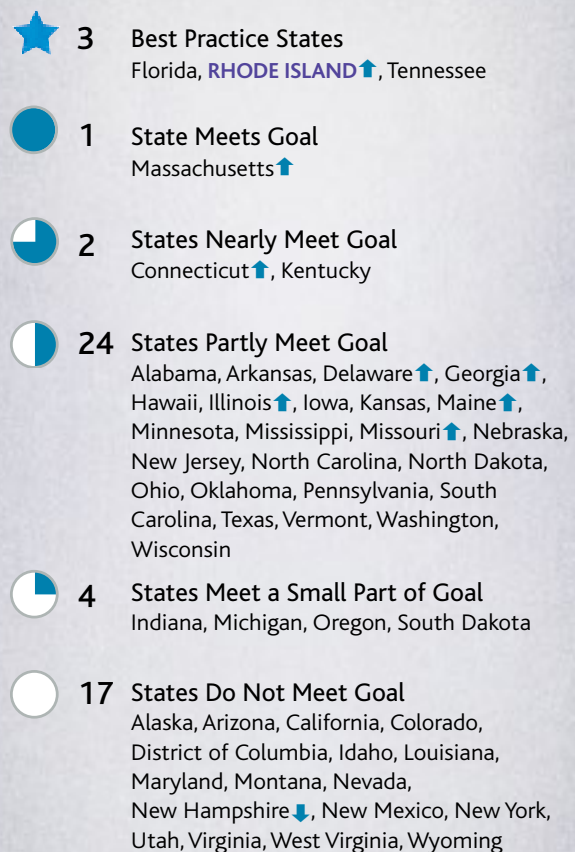 3 Best Practice States
Florida, RHODE ISLAND⬆, Tennessee
1 State Meets Goal
Massachusetts⬆
2 States Nearly Meet Goal
Connecticut⬆, Kentucky
24 States Partly Meet Goal
Alabama, Arkansas, Delaware⬆, Georgia⬆,
Hawaii, Illinois⬆, Iowa, Kansas, Maine⬆,
Minnesota, Mississippi, Missouri⬆, Nebraska,
New Jersey, North Carolina, North Dakota,
Ohio, Oklahoma, Pennsylvania, South
Carolina, Texas, Vermont, Washington,
Wisconsin
4 States Meet a Small Part of Goal
Indiana, Michigan, Oregon, South Dakota
17 States Do Not Meet Goal
Alaska, Arizona, California, Colorado,
District of Columbia, Idaho, Louisiana,
Maryland, Montana, Nevada,
New Hampshire⬇, New Mexico, New York,
Utah, Virginia, West Virginia, Wyoming